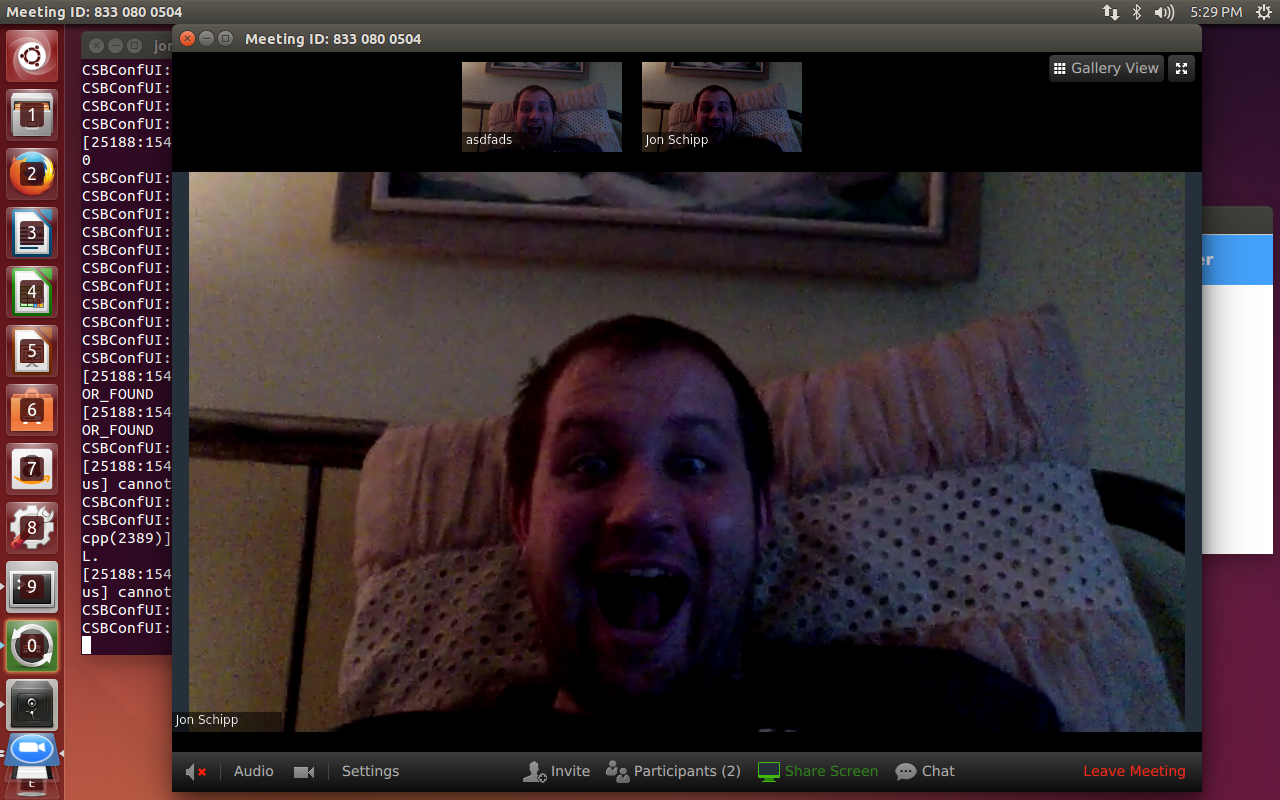 Meeting ID: 833 080 0504
5:29 PM
jo
Meeting ID: 833 080 0504
Gallery View
asdfads
Jon Schipp
CSBConfUI:
CSBConfUI:
CSBConfUI:
CSBConfUI:
[25188:154
0
CSBConfUI:
CSBConfUI:
CSBConfUI:
CSBConfUI:
CSBConfUI:
CSBConfUI:
CSBConfUI:
CSBConfUI:
CSBConfUI:
CSBConfUI:
CSBConfUI:
[25188:154
OR_FOUND
[25188:154
OR_FOUND
CSBConfUI:
[25188:154
us] cannot
CSBConfUI:
CSBConfUI:
cpp(2389)]
L.
[25188:154
us] cannot
CSBConfUI:
CSBConfUI:
1
2
3
4
5
6
7
8
9
0
S
E
er
Jon Schipp
Audio
Settings
Invite
Participants (2)
Share Screen
Chat
Leave Meeting